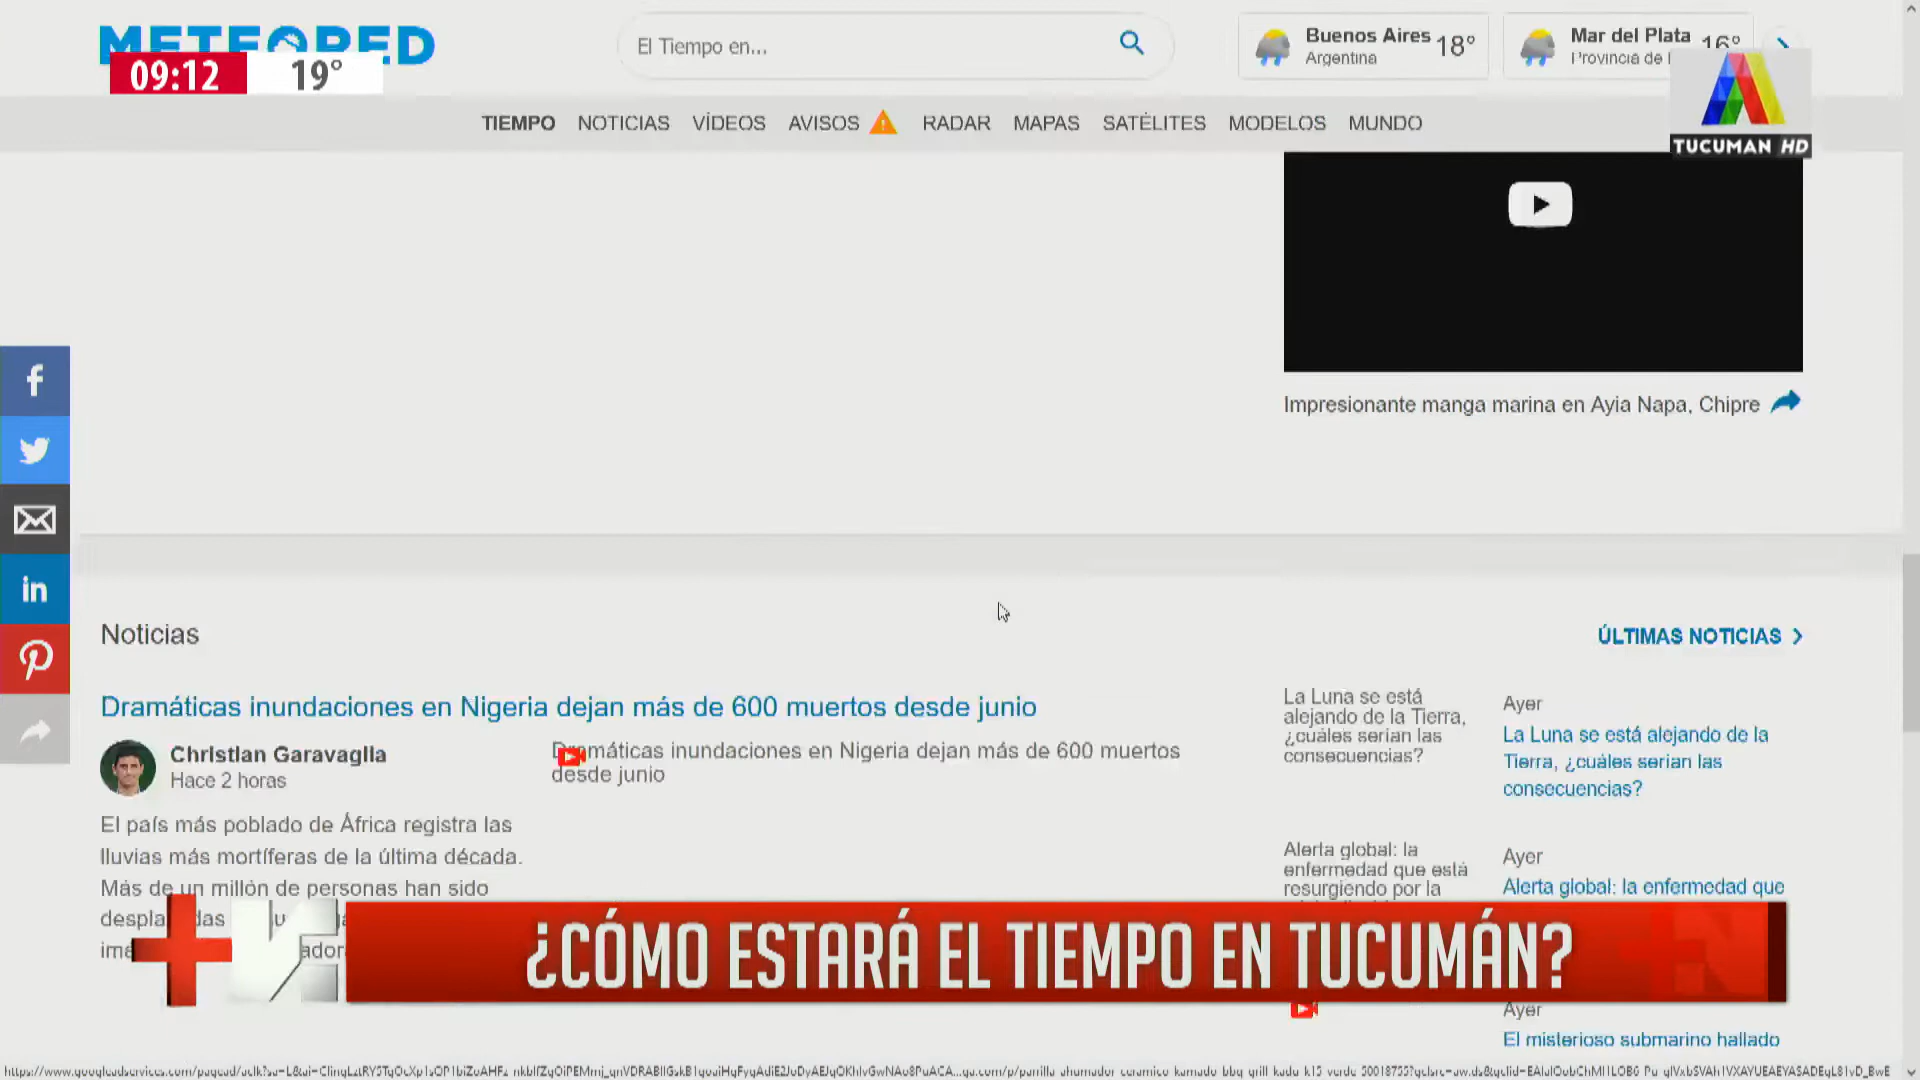 METEORED
09:12 19°
El Tiempo en...
Buenos Aires
Argentina
18°
Mar del Plata
Provincia de
16°
TIEMPO NOTICIAS VÍDEOS AVISOS RADAR MAPAS SATÉLITES MODELOS MUNDO
TUCUMAN HD
Impresionante manga marina en Ayia Napa, Chipre
Noticias
ÚLTIMAS NOTICIAS
Dramáticas inundaciones en Nigeria dejan más de 600 muertos desde junio
Christian Garavaglia
Hace 2 horas
Dramáticas inundaciones en Nigeria dejan más de 600 muertos
desde junio
El país más poblado de África registra las
lluvias más mortíferas de la última década.
Más de un millón de personas han sido
La Luna se está
alejando de la Tierra,
¿cuáles serían las
consecuencias?
Ayer
La Luna se está alejando de la
Tierra, ¿cuáles serían las
consecuencias?
Alerta global: la
enfermedad que está
resurgiendo por la
Ayer
Alerta global: la enfermedad que
+N
¿CÓMO ESTARÁ EL TIEMPO EN TUCUMÁN?
Ayer
El misterioso submarino hallado